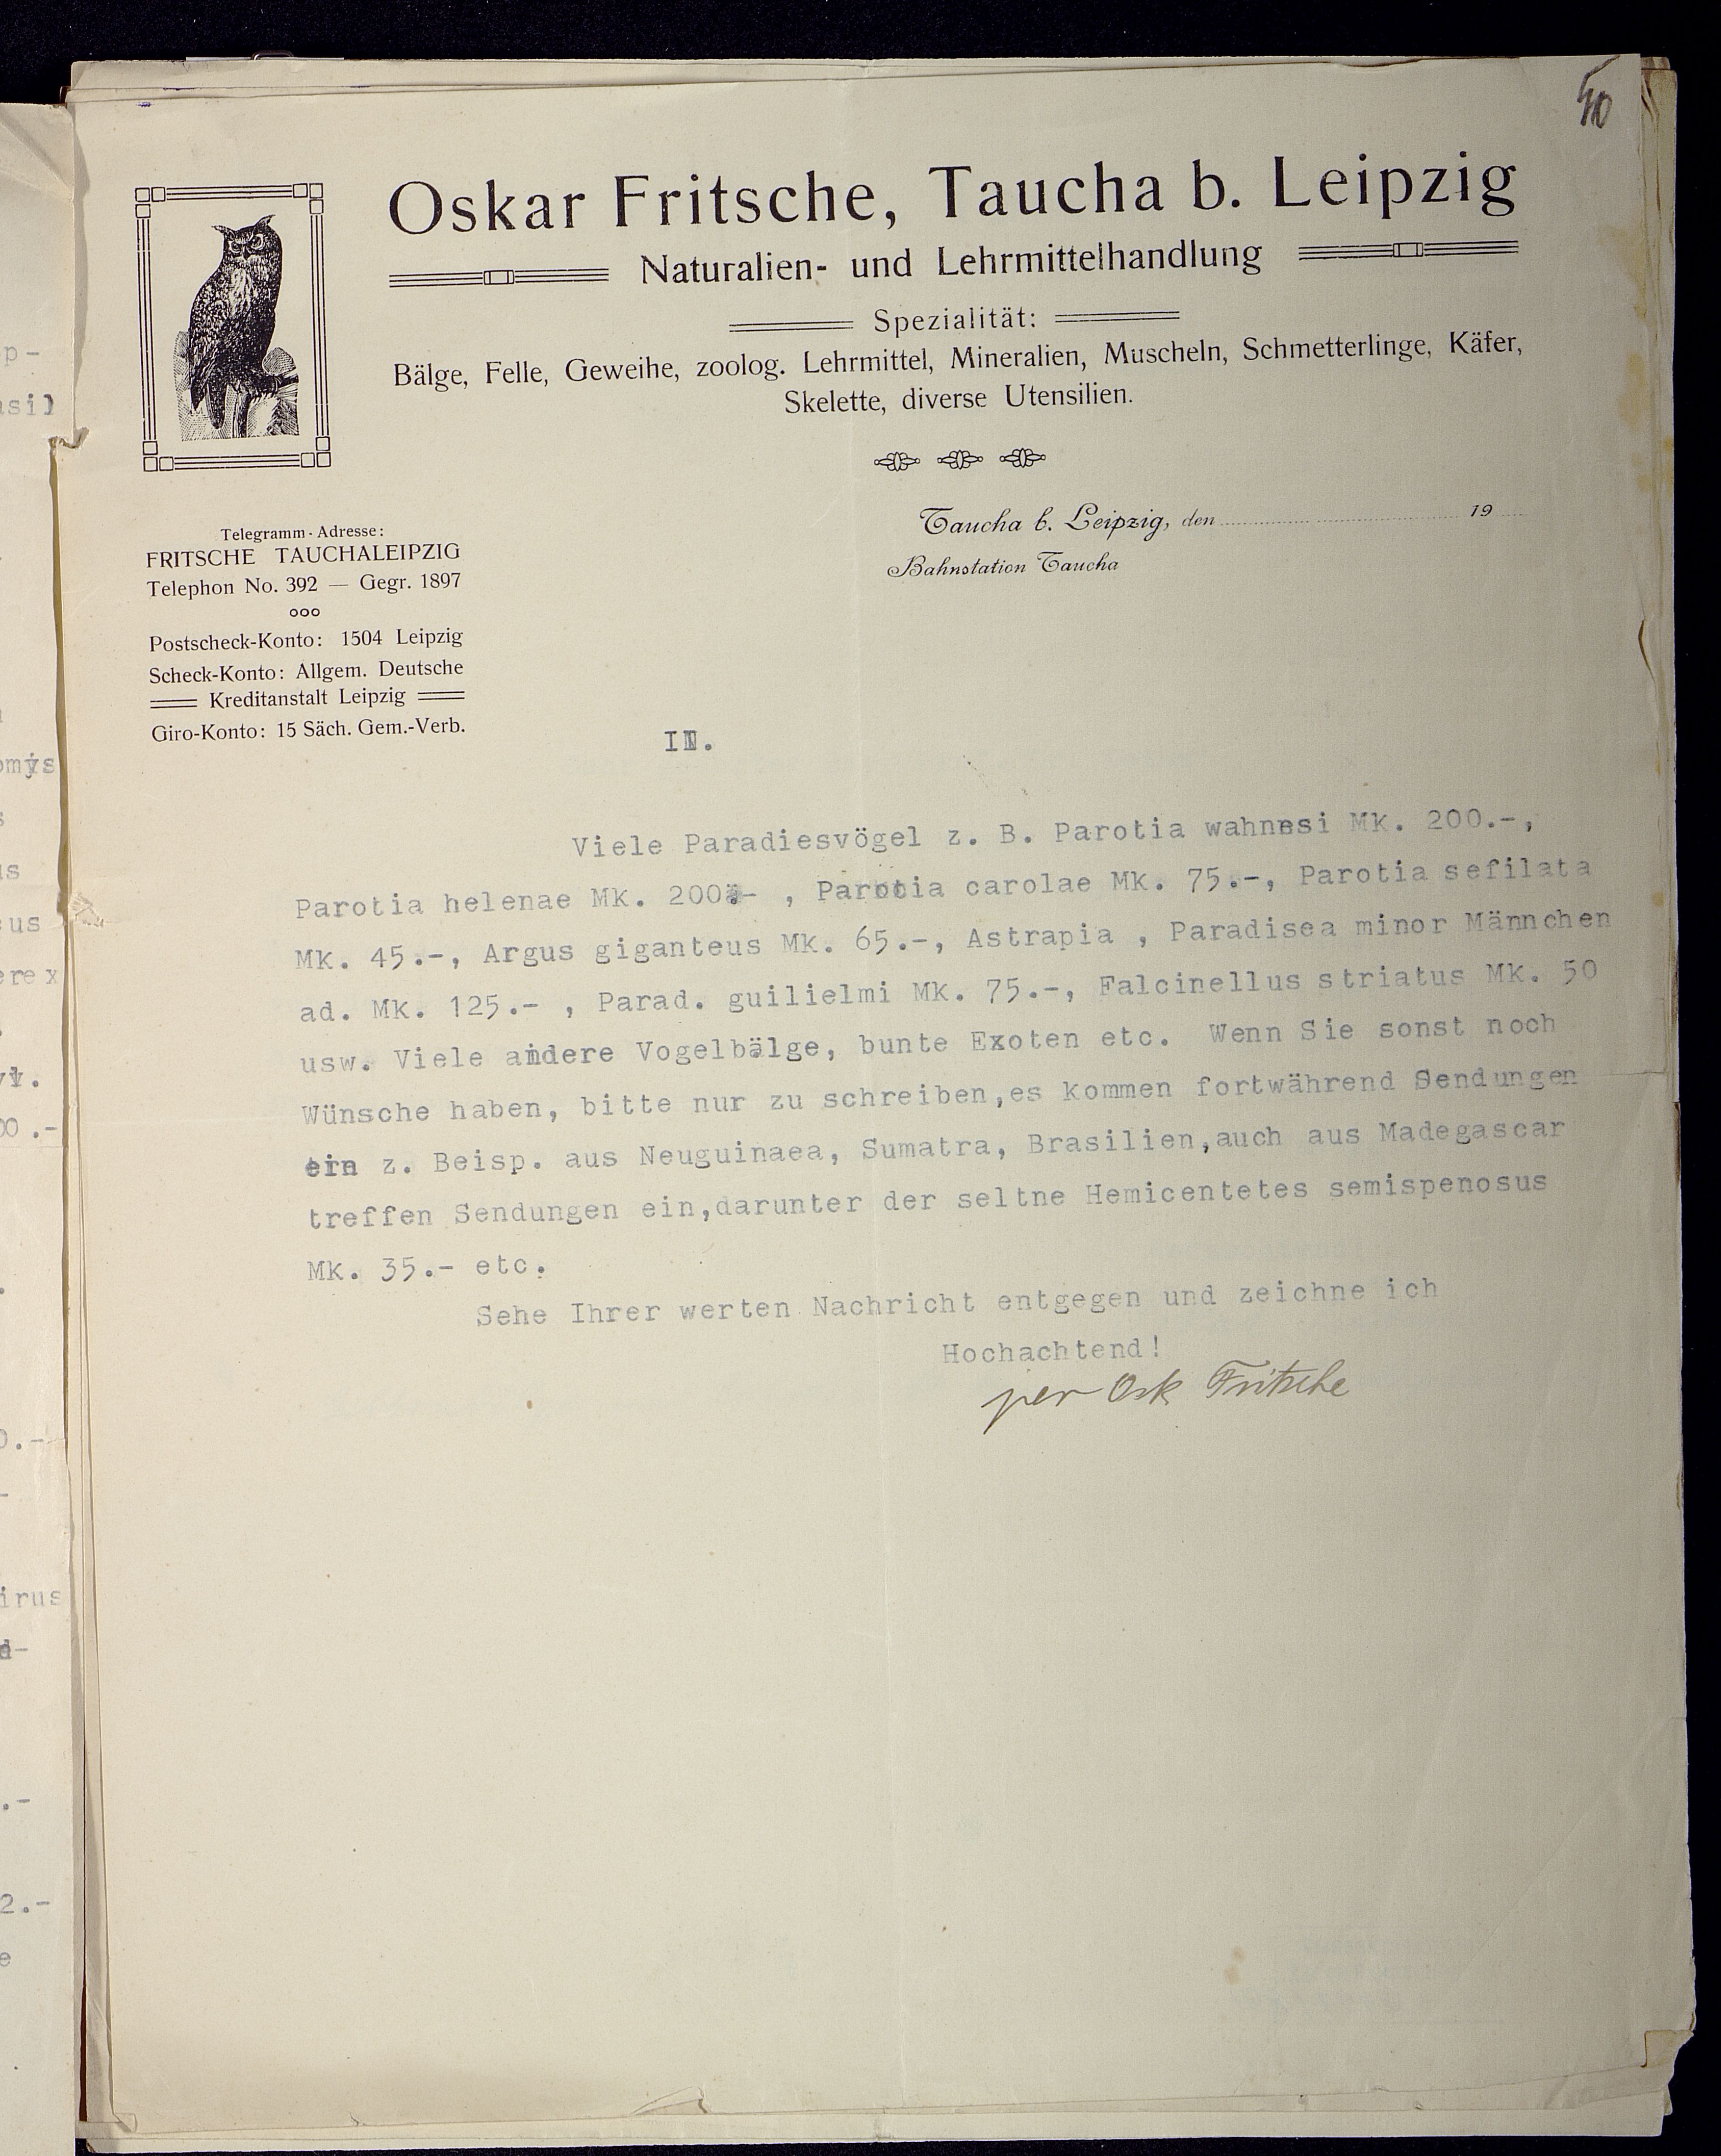 40
Oskar Fritsche, Taucha b. Leipzig
Naturalien- und Lehrmittelhandlung
Spezialität:
Bälge, Felle, Geweihe, zoolog. Lehrmittel, Mineralien, Muscheln, Schmetterlinge, Käfer,
Skelette, diverse Utensilien.
Taucha b. Leipzig, den 19
Bahnstation Taucha
Telegramm-Adresse:
FRITSCHE TAUCHALEIPZIG
Telephon No. 392 — Gegr. 1897
ooo
Postscheck-Konto: 1504 Leipzig
Scheck-Konto: Allgem. Deutsche
Kreditanstalt Leipzig
Giro-Konto: 15 Säch. Gem.-Verb.
II.
Viele Paradiesvögel z. B. Parotia wahnesi Mk. 200.-,
Parotia helenae Mk. 200.- , Parotia carolae Mk. 75.-, Parotia sefilata
Mk. 45.-, Argus giganteus Mk. 65.-, Astrapia , Paradisea minor Männchen
ad. Mk. 125.- , Parad. guilielmi Mk. 75.-, Falcinellus striatus Mk. 50
usw. Viele andere Vogelbälge, bunte Exoten etc. Wenn Sie sonst noch
Wünsche haben, bitte nur zu schreiben,es kommen fortwährend Sendungen
ein z. Beisp. aus Neuguinaea, Sumatra, Brasilien,auch aus Madegascar
treffen Sendungen ein,darunter der seltne Hemicentetes semispenosus
Mk. 35.- etc.
Sehe Ihrer werten Nachricht entgegen und zeichne ich
Hochachtend!
per Osk Fritsche